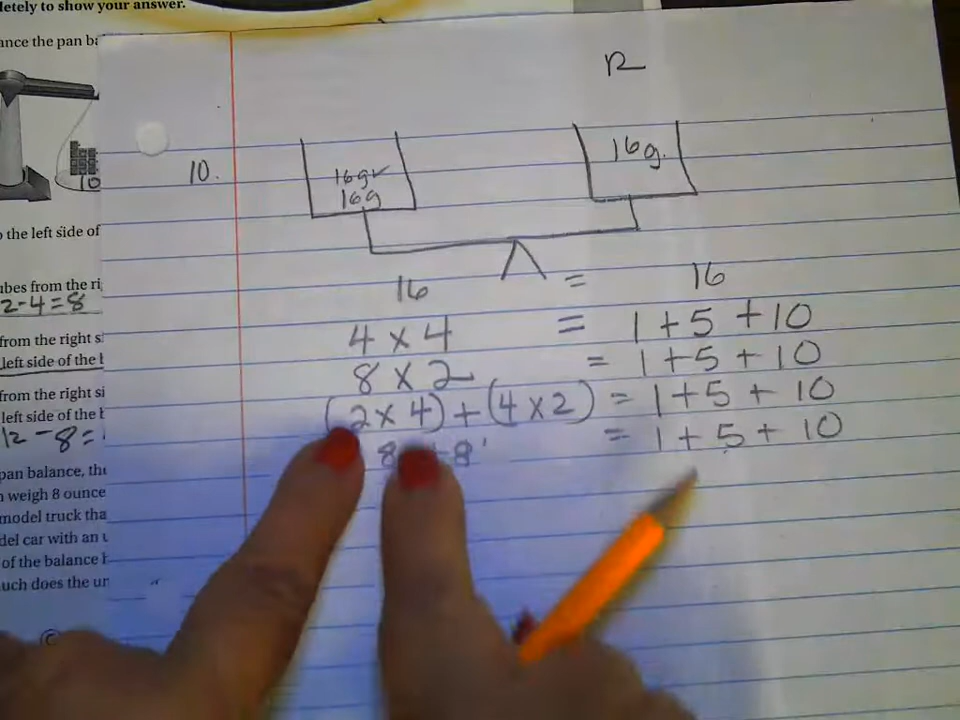 letely to show your answer.
ance the pan ba
10
o the left side of
ubes from the ri
2-4=8
from the right s
left side of the b
from the right si
left side of the b
12 - 8 =
pan balance, the
n weigh 8 ounce
model truck tha
del car with an u
of the balance b
uch does the ur
©
10.
16g
16g
16g.
16 = 16
4 x 4 = 1 + 5 + 10
8 x 2 = 1 + 5 + 10
(2 x 4) + (4 x 2) = 1 + 5 + 10
8 + 8 = 1 + 5 + 10